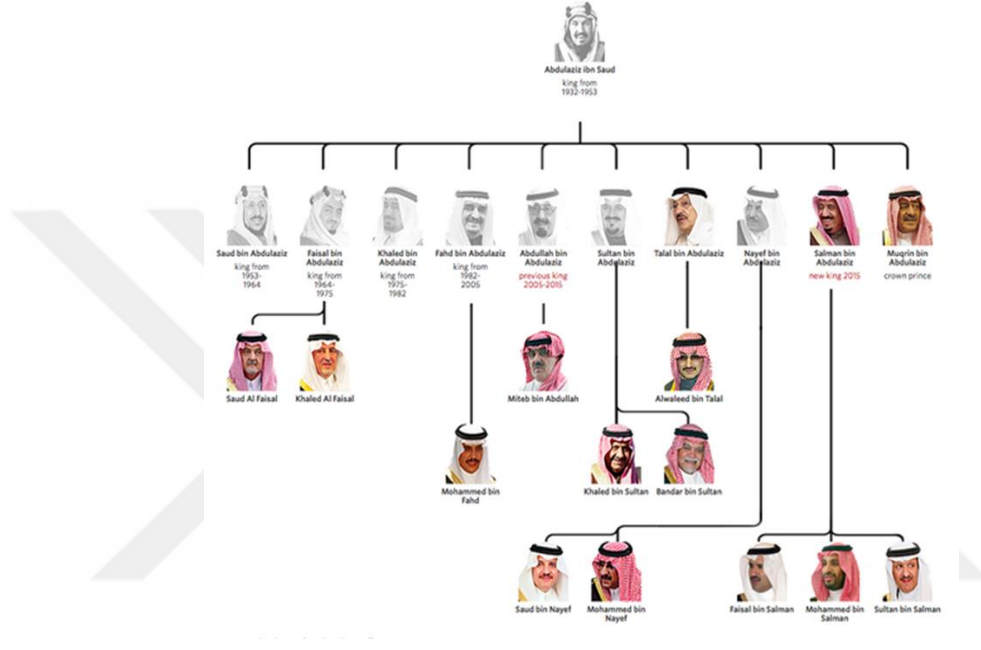 Abdulaziz ibn Saud
king from
1932-1953
Saud bin Abdulaziz
king from
1953-
1964
Faisal bin
Abdulaziz
king from
1964-
1975
Khaled bin
Abdulaziz
king from
1975-
1982
Fahd bin Abdulaziz
king from
1982-
2005
Abdullah bin
Abdulaziz
previous king
2005-2015
Sultan bin
Abdulaziz
Talal bin Abdulaziz
Nayef bin
Abdulaziz
Salman bin
Abdulaziz
new king 2015
Muqrin bin
Abdulaziz
crown prince
Saud Al Faisal
Khaled Al Faisal
Miteb bin Abdullah
Alwaleed bin Talal
Mohammed bin
Fahd
Khaled bin Sultan
Bandar bin Sultan
Saud bin Nayef
Mohammed bin
Nayef
Faisal bin Salman
Mohammed bin
Salman
Sultan bin Salman